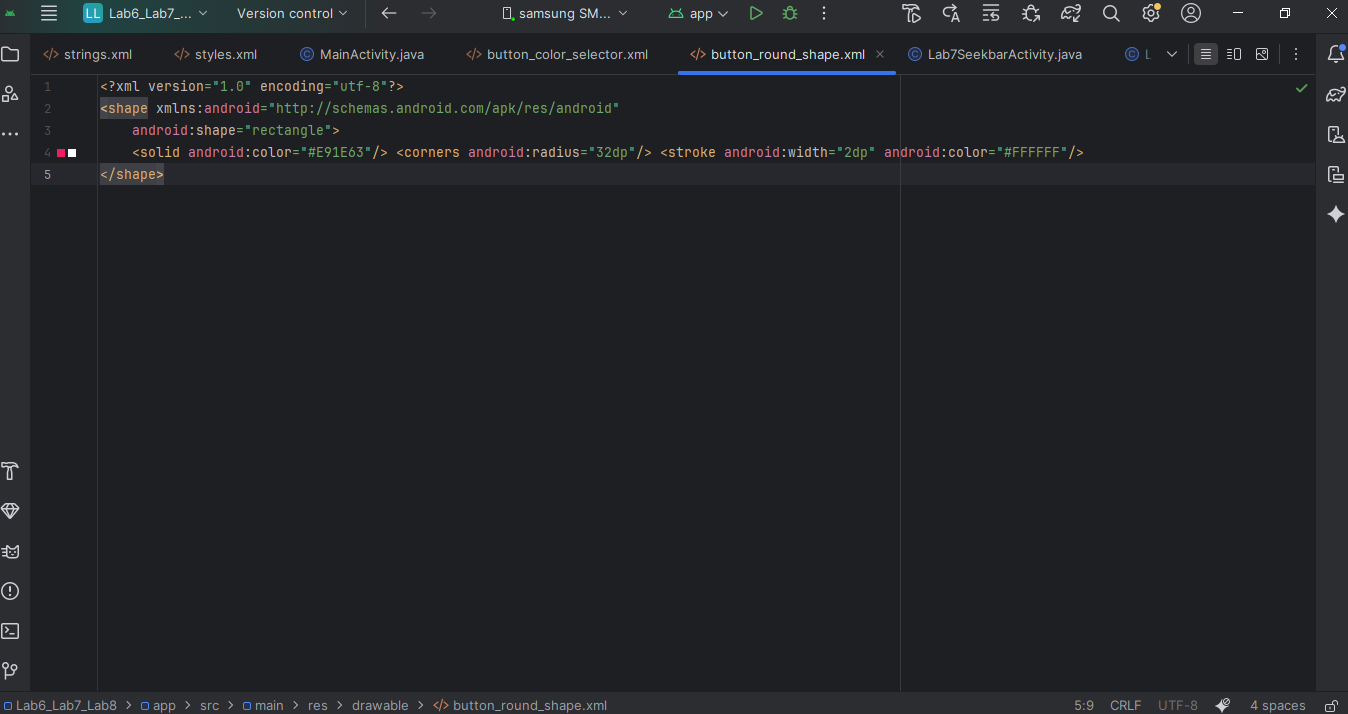 LL Lab6_Lab7_... Version control samsung SM... app
strings.xml styles.xml MainActivity.java button_color_selector.xml button_round_shape.xml Lab7SeekbarActivity.java L
1 <?xml version="1.0" encoding="utf-8"?>
2 <shape xmlns:android="http://schemas.android.com/apk/res/android"
3 android:shape="rectangle">
4 <solid android:color="#E91E63"/> <corners android:radius="32dp"/> <stroke android:width="2dp" android:color="#FFFFFF"/>
5 </shape>
Lab6_Lab7_Lab8 > app > src > main > res > drawable > button_round_shape.xml 5:9 CRLF UTF-8 4 spaces